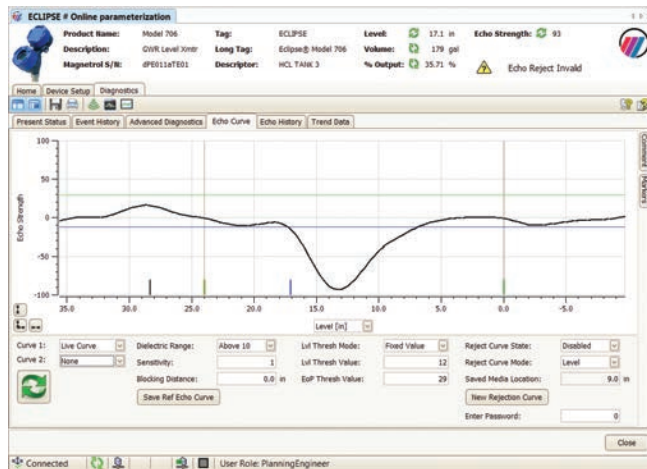 ECLIPSE # Online parameterization
Product Name: Model 706 Tag: ECLIPSE Level: 17.1 in Echo Strength: 93
Description: GWR Level Xmtr Long Tag: Eclipse® Model 706 Volume: 179 gal
Magnetrol S/N: dPE011aTE01 Descriptor: HCL TANK 3 % Output: 35.71 % Echo Reject Invalid
Home Device Setup Diagnostics
Present Status Event History Advanced Diagnostics Echo Curve Echo History Trend Data
Comment
Markers
Echo Strength
100
50
0
-50
-100
35.0 30.0 25.0 20.0 15.0 10.0 5.0 0.0 -5.0
Level [in]
Curve 1: Live Curve Dielectric Range: Above 10 Lvl Thresh Mode: Fixed Value Reject Curve State: Disabled
Curve 2: None Sensitivity: 1 Lvl Thresh Value: 12 Reject Curve Mode: Level
Blocking Distance: 0.0 in EoP Thresh Value: 29 Saved Media Location: 9.0 in
Save Ref Echo Curve New Rejection Curve
Enter Password: 0
Close
Connected User Role: PlanningEngineer